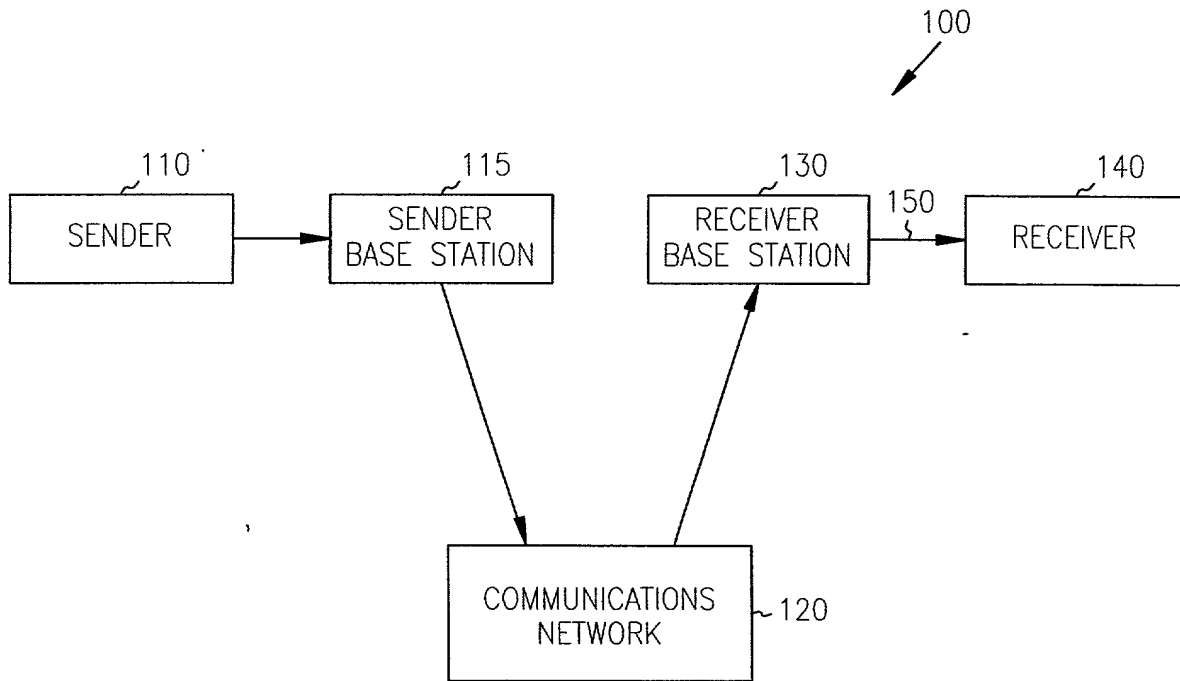 100
110
115
130
140
SENDER
SENDER
BASE STATION
RECEIVER
BASE STATION
150
RECEIVER
COMMUNICATIONS
NETWORK
120